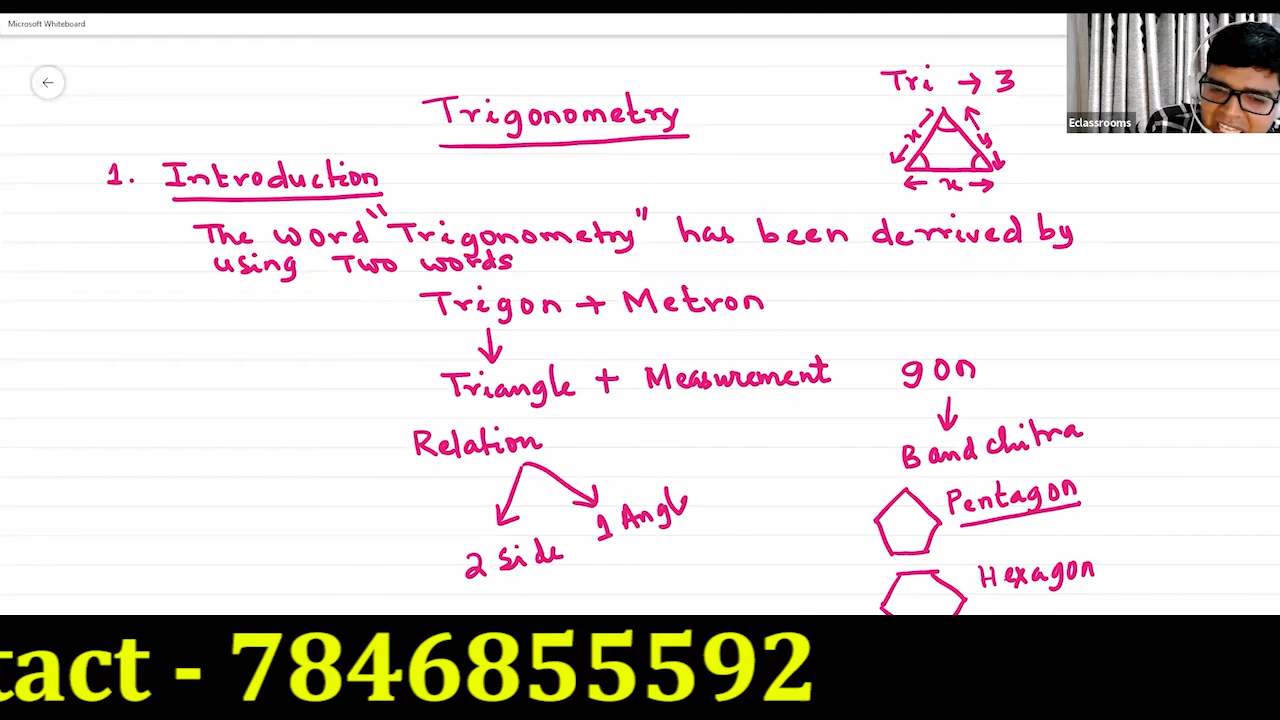 Microsoft Whiteboard
Tri → 3
Eclassrooms
Trigonometry
x y
x
1. Introduction
The word "Trigonometry" has been derrived by
using Two words
Trigon + Metron
↓
Triangle + Measurement
gon
↓
Band chitra
Relation
2 Side
1 Angle
Pentagon
Hexagon
tact - 7846855592